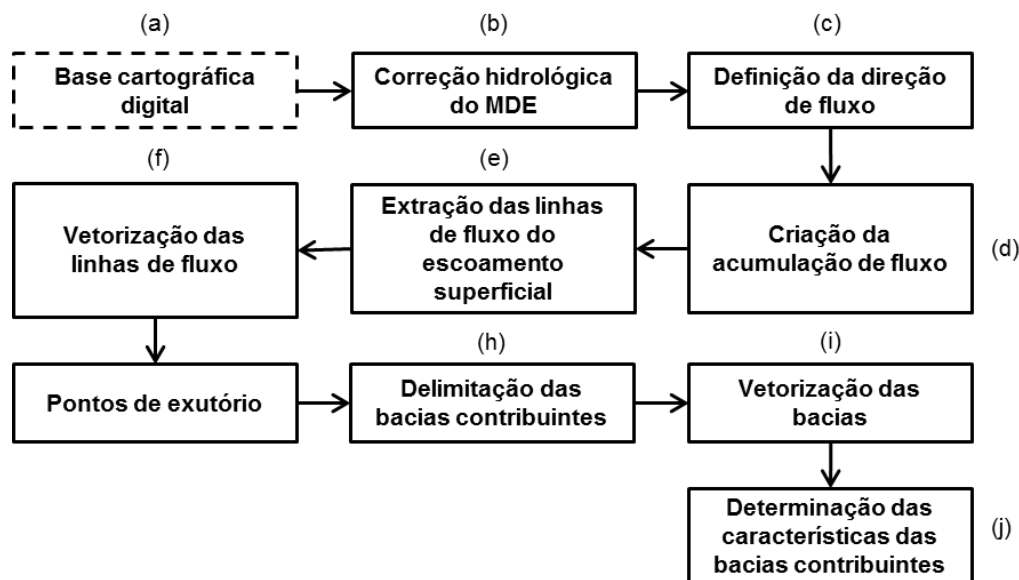 (a)
(b)
(c)
Base cartográfica
digital
Correção hidrológica
do MDE
Definição da direção
de fluxo
(f)
(e)
Vetorização das
linhas de fluxo
Extração das linhas
de fluxo do
escoamento
superficial
Criação da
acumulação de fluxo
(d)
(h)
(i)
Pontos de exutório
Delimitação das
bacias contribuintes
Vetorização das
bacias
Determinação das
características das
bacias contribuintes
(j)